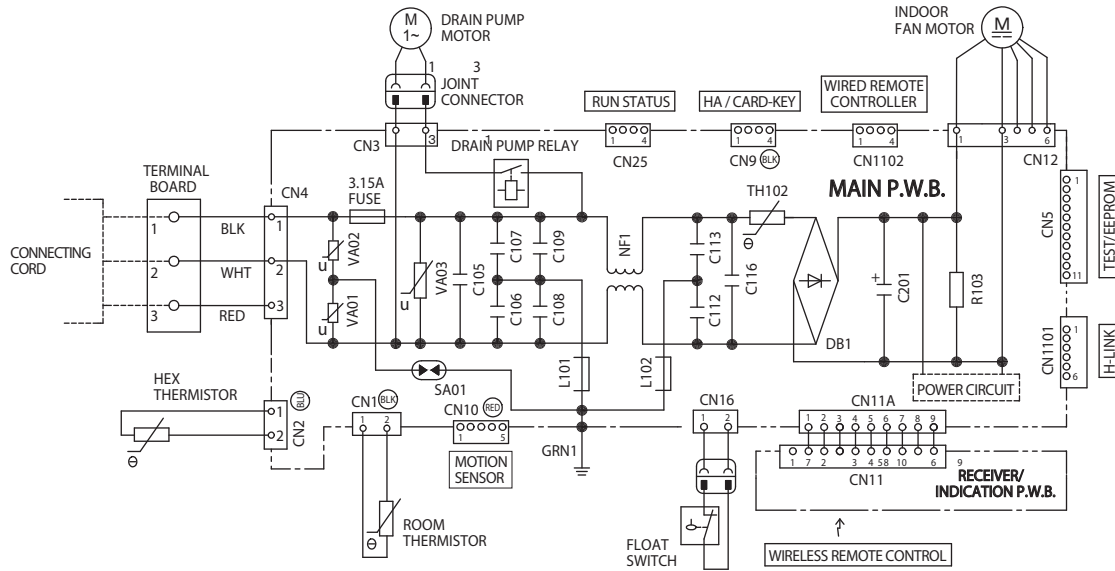 M
1~
DRAIN PUMP
MOTOR
INDOOR
FAN MOTOR
M
1 3
JOINT
CONNECTOR
RUN STATUS
HA / CARD-KEY
WIRED REMOTE
CONTROLLER
CN3
3
1
DRAIN PUMP RELAY
1 4
CN25
1 4
CN9 BLK
1 4
CN1102
1 3 6
CN12
TERMINAL
BOARD
CN4
3.15A
FUSE
TH102
MAIN P.W.B.
1
CN5
11
TEST/EEPROM
CONNECTING
CORD
1
BLK
1
2
WHT
2
3
RED
3
VA02
u
VA01
u
VA03
u
C105
C107
C109
C106
C108
NF1
C113
C112
C116
θ
DB1
+
C201
R103
POWER CIRCUIT
1
CN1101
6
H-LINK
L101
L102
SA01
HEX
THERMISTOR
θ
1
2
CN2
BLU
CN1 BLK
1 2
CN10 RED
1 5
MOTION
SENSOR
GRN1
θ
ROOM
THERMISTOR
CN16
1 2
FLOAT
SWITCH
CN11A
1 2 3 4 5 6 7 8 9
1 7 2 3 4 5 8 10 6 9
CN11
RECEIVER/
INDICATION P.W.B.
WIRELESS REMOTE CONTROL